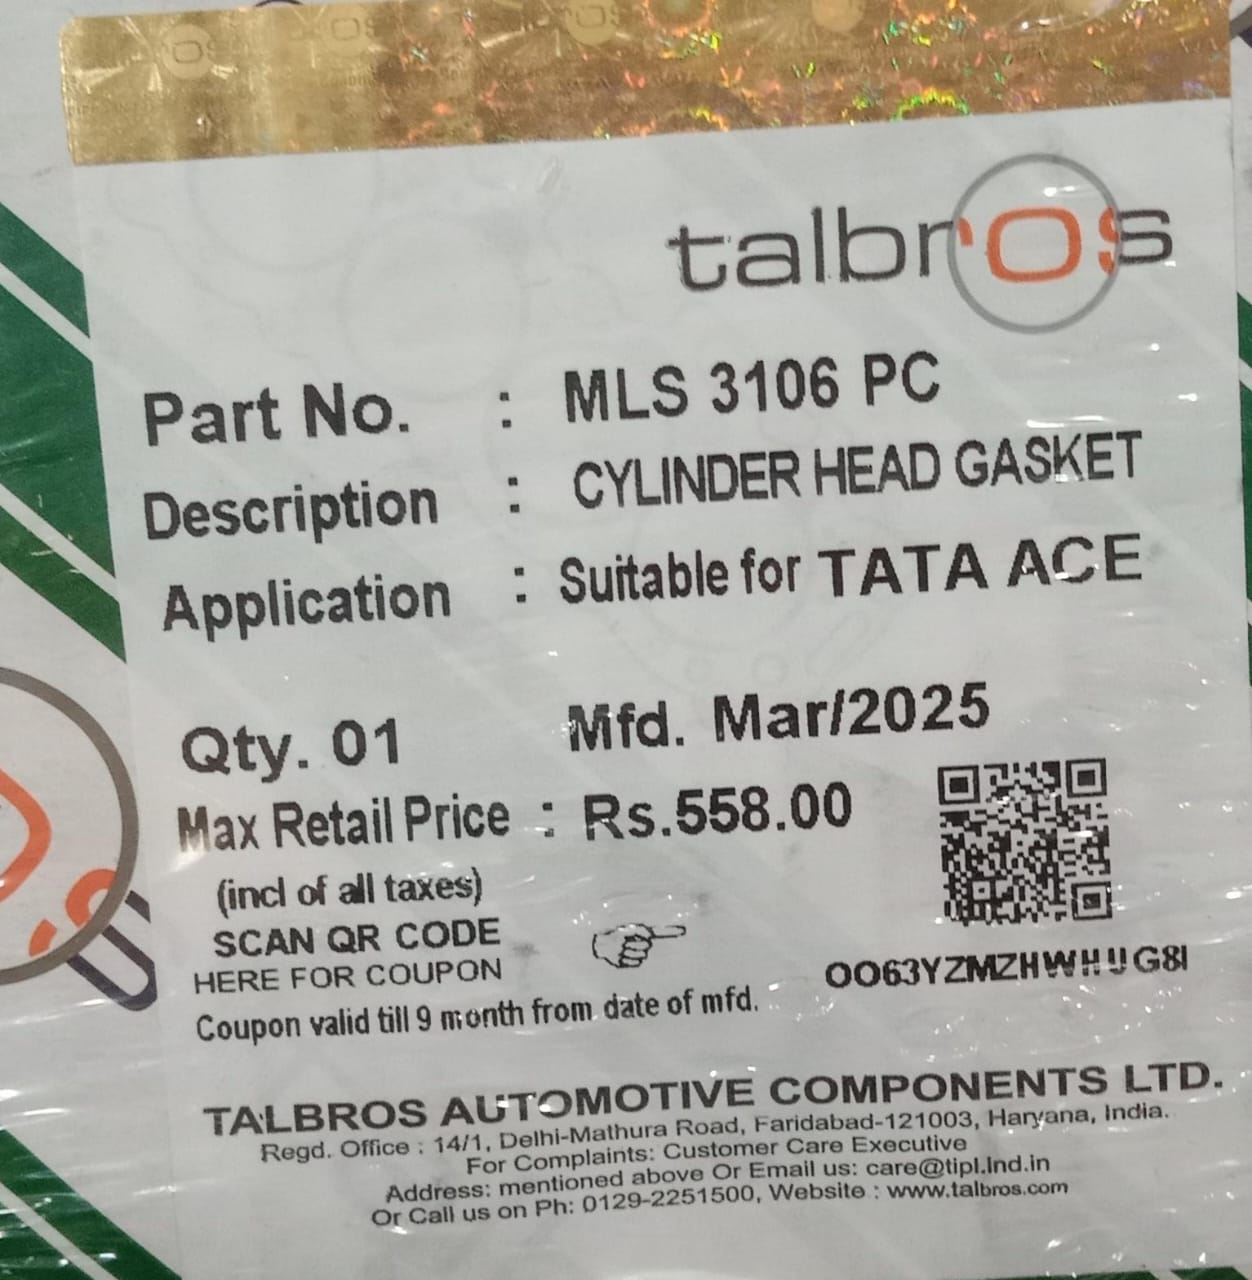 talbros
Part No. : MLS 3106 PC
Description : CYLINDER HEAD GASKET
Application : Suitable for TATA ACE
Qty. 01 Mfd. Mar/2025
Max Retail Price : Rs.558.00
(incl of all taxes)
SCAN QR CODE
HERE FOR COUPON
OO63YZMZHWHUG8I
Coupon valid till 9 month from date of mfd.
TALBROS AUTOMOTIVE COMPONENTS LTD.
Regd. Office : 14/1, Delhi-Mathura Road, Faridabad-121003, Haryana, India.
For Complaints: Customer Care Executive
Address: mentioned above Or Email us: care@tipl.Ind.in
Or Call us on Ph: 0129-2251500, Website : www.talbros.com